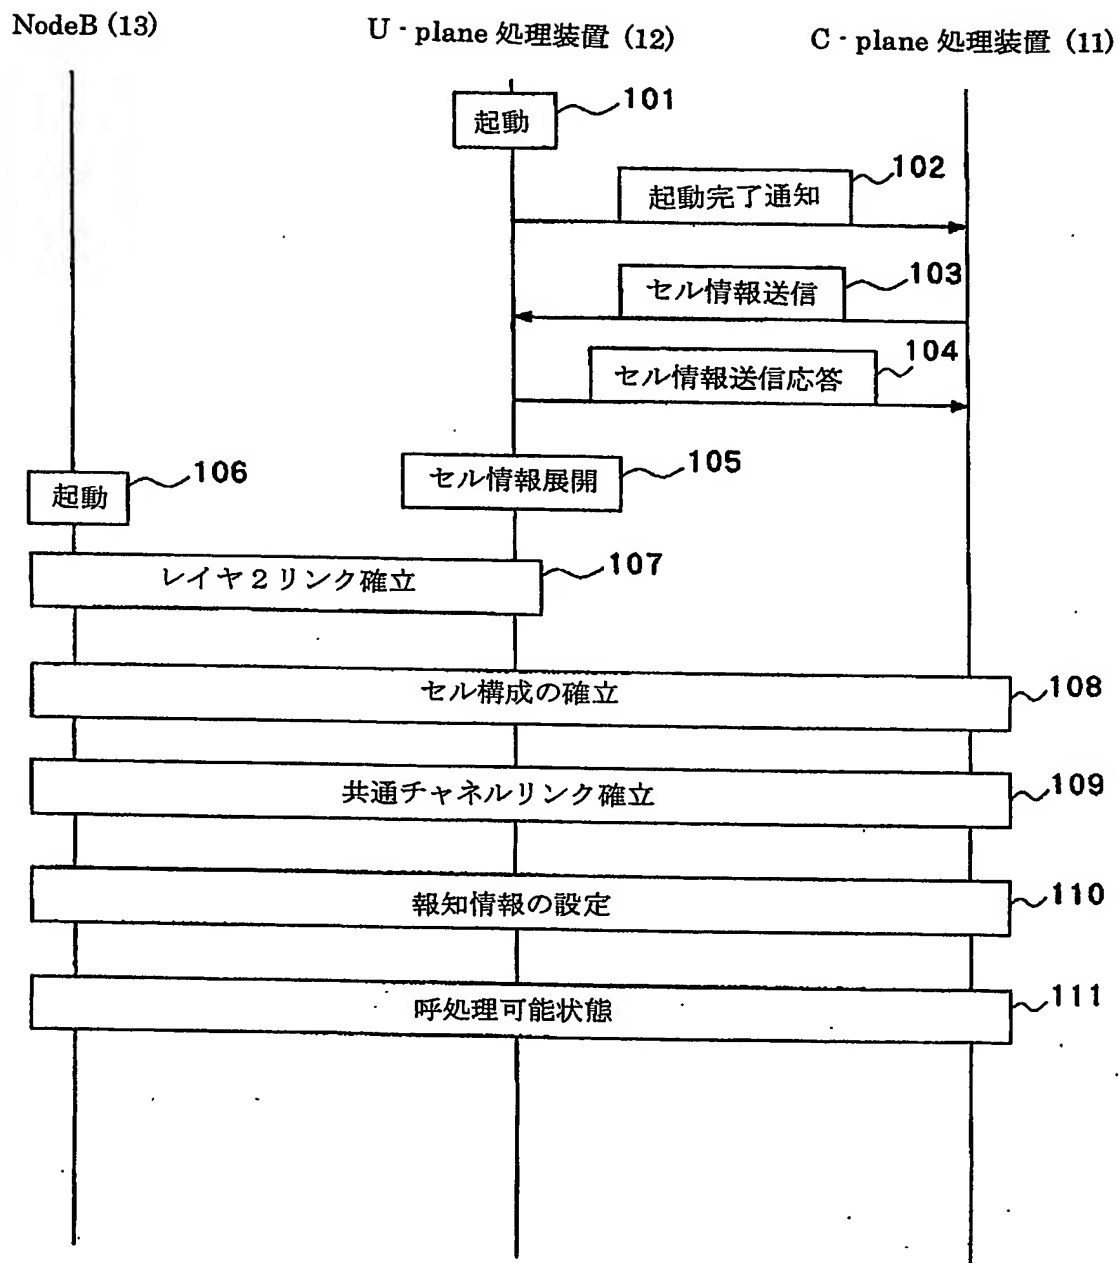 NodeB (13)
U‐plane 処理装置 (12)
C‐plane 処理装置 (11)
起動
101
起動完了通知
102
セル情報送信
103
セル情報送信応答
104
セル情報展開
105
起動
106
レイヤ２リンク確立
107
セル構成の確立
108
共通チャネルリンク確立
109
報知情報の設定
110
呼処理可能状態
111